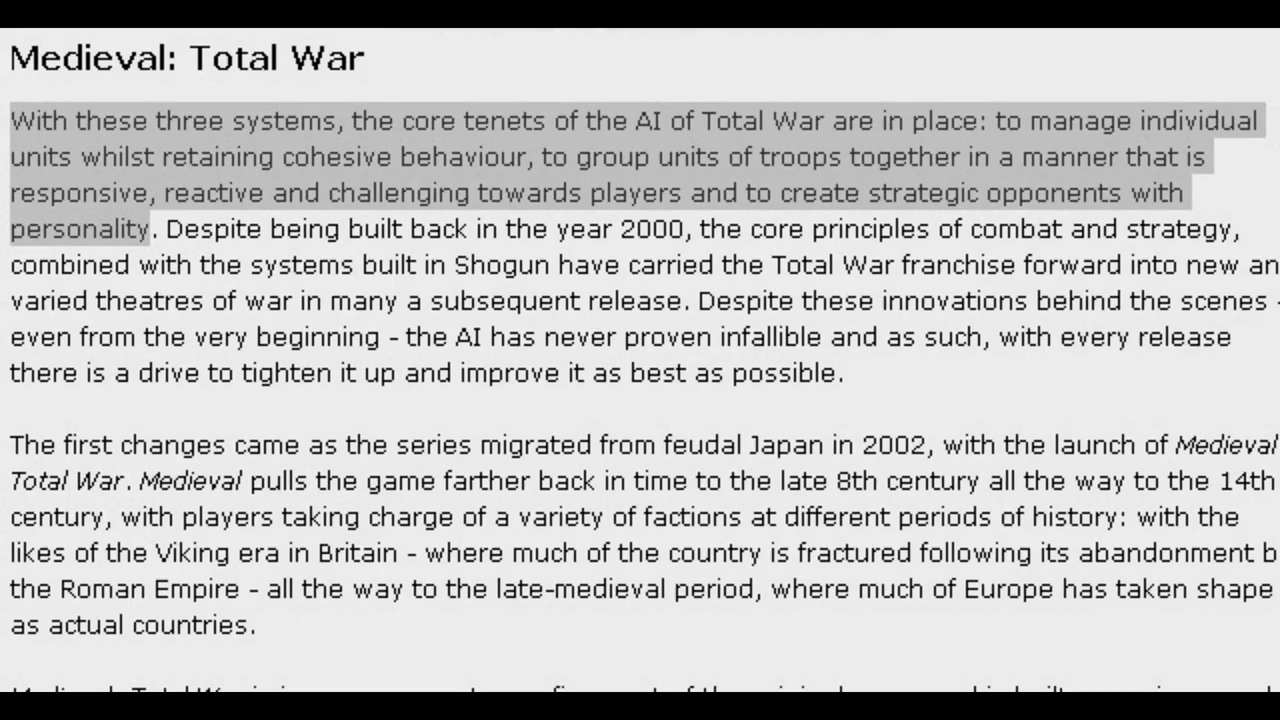 Medieval: Total War
With these three systems, the core tenets of the AI of Total War are in place: to manage individual
units whilst retaining cohesive behaviour, to group units of troops together in a manner that is
responsive, reactive and challenging towards players and to create strategic opponents with
personality. Despite being built back in the year 2000, the core principles of combat and strategy,
combined with the systems built in Shogun have carried the Total War franchise forward into new an
varied theatres of war in many a subsequent release. Despite these innovations behind the scenes -
even from the very beginning - the AI has never proven infallible and as such, with every release
there is a drive to tighten it up and improve it as best as possible.
The first changes came as the series migrated from feudal Japan in 2002, with the launch of Medieval
Total War. Medieval pulls the game farther back in time to the late 8th century all the way to the 14th
century, with players taking charge of a variety of factions at different periods of history: with the
likes of the Viking era in Britain - where much of the country is fractured following its abandonment b
the Roman Empire - all the way to the late-medieval period, where much of Europe has taken shape
as actual countries.